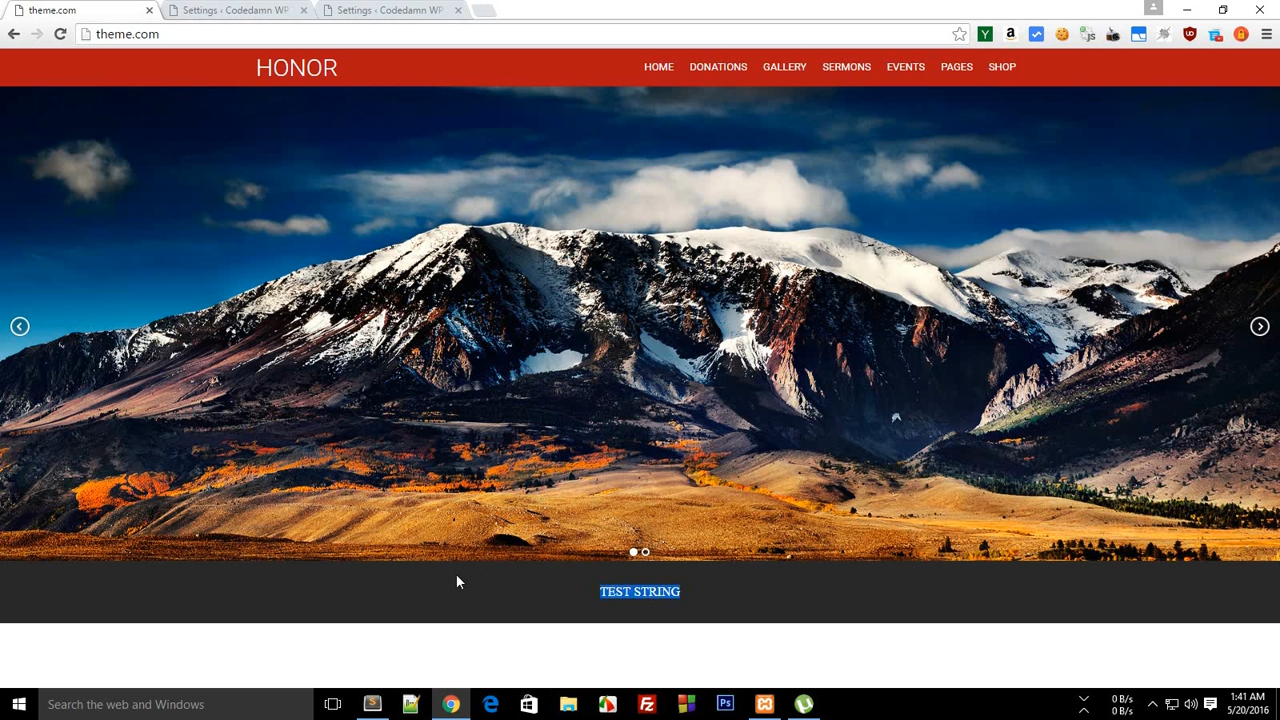 theme.com
Settings ‹ Codedamn WP
Settings ‹ Codedamn WP
theme.com
HONOR
HOME DONATIONS GALLERY SERMONS EVENTS PAGES SHOP
TEST STRING
Search the web and Windows
0 B/s
0 B/s
1:41 AM
5/20/2016